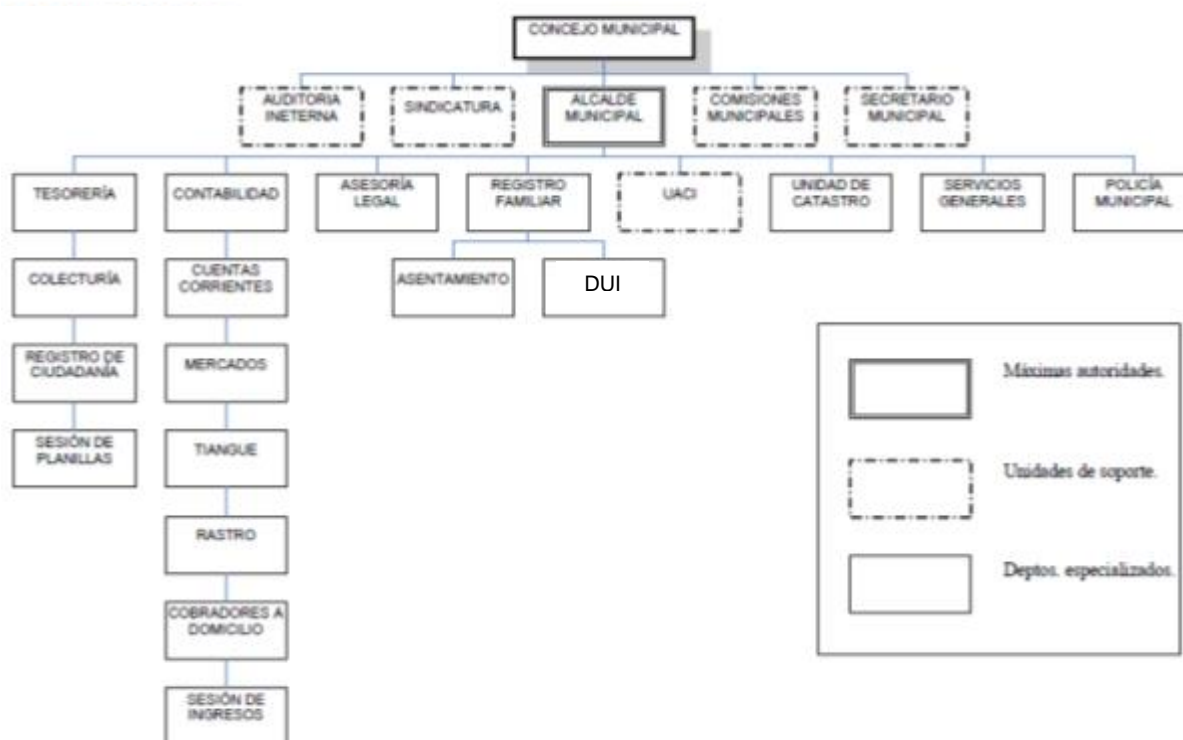 CONCEJO MUNICIPAL
AUDITORIA
INETERNA
SINDICATURA
ALCALDE
MUNICIPAL
COMISIONES
MUNICIPALES
SECRETARIO
MUNICIPAL
TESORERÍA
CONTABILIDAD
ASESORÍA
LEGAL
REGISTRO
FAMILIAR
UACI
UNIDAD DE
CATASTRO
SERVICIOS
GENERALES
POLICÍA
MUNICIPAL
COLECTURÍA
CUENTAS
CORRIENTES
ASENTAMIENTO
DUI
REGISTRO DE
CIUDADANÍA
MERCADOS
SESIÓN DE
PLANILLAS
TIANGUE
RASTRO
COBRADORES A
DOMICILIO
SESIÓN DE
INGRESOS
Máximas autoridades.
Unidades de soporte.
Deptos. especializados.